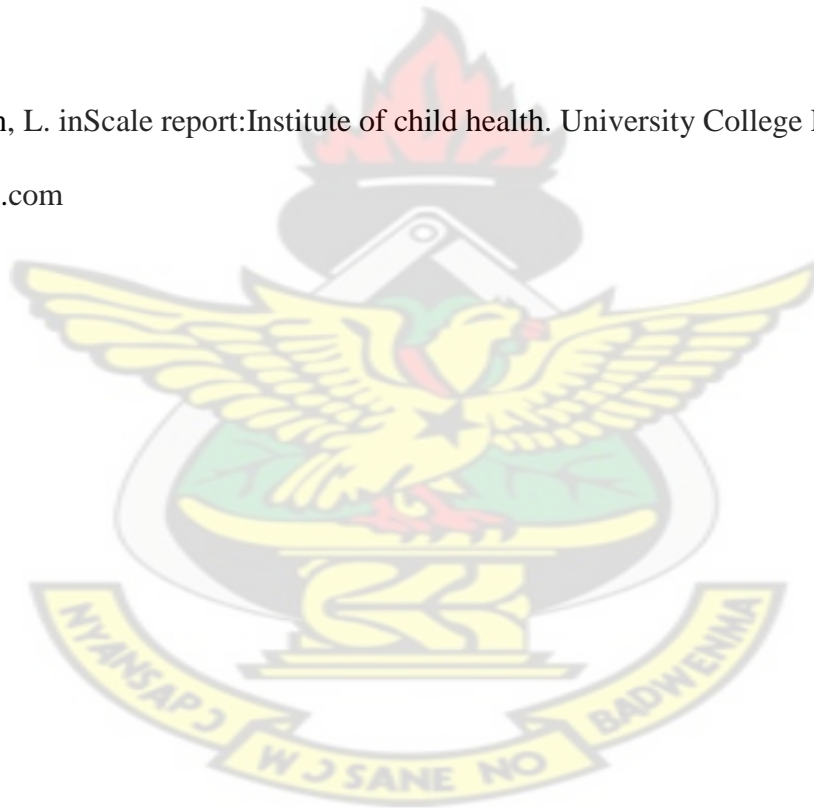 , L. inScale report:Institute of child health. University College
.com
NYANSAPƆ
WƆSANE NO
BADWENMA